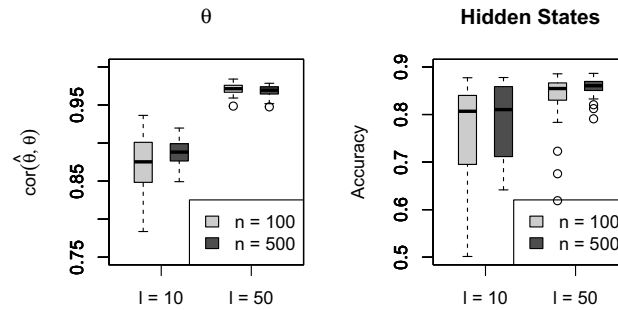 θ
cor(θ̂, θ)
0.95
0.85
0.75
n = 100
n = 500
I = 10
I = 50
Hidden States
Accuracy
0.9
0.8
0.7
0.6
0.5
n = 100
n = 500
I = 10
I = 50